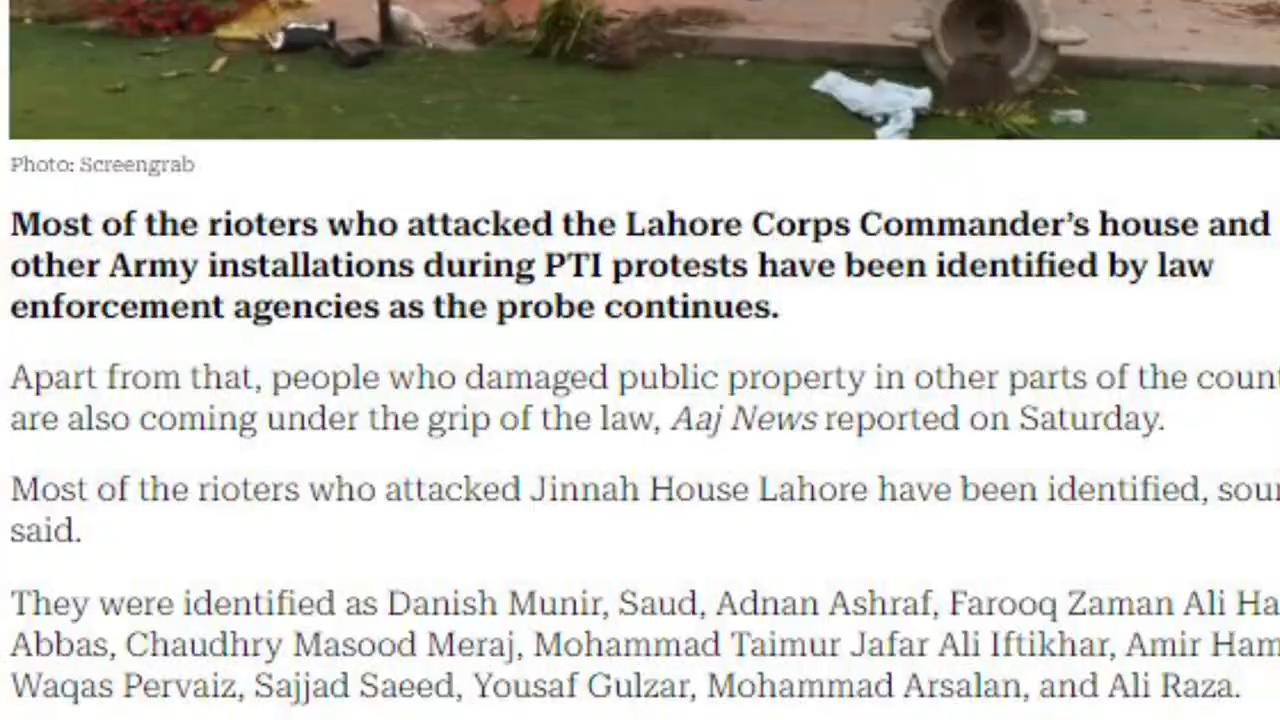 Photo: Screengrab
Most of the rioters who attacked the Lahore Corps Commander's house and
other Army installations during PTI protests have been identified by law
enforcement agencies as the probe continues.
Apart from that, people who damaged public property in other parts of the
are also coming under the grip of the law, Aaj News reported on Saturday.
Most of the rioters who attacked Jinnah House Lahore have been identified,
said.
They were identified as Danish Munir, Saud, Adnan Ashraf, Farooq Zaman Ali
Abbas, Chaudhry Masood Meraj, Mohammad Taimur Jafar Ali Iftikhar, Amir
Waqas Pervaiz, Sajjad Saeed, Yousaf Gulzar, Mohammad Arsalan, and Ali Raza.